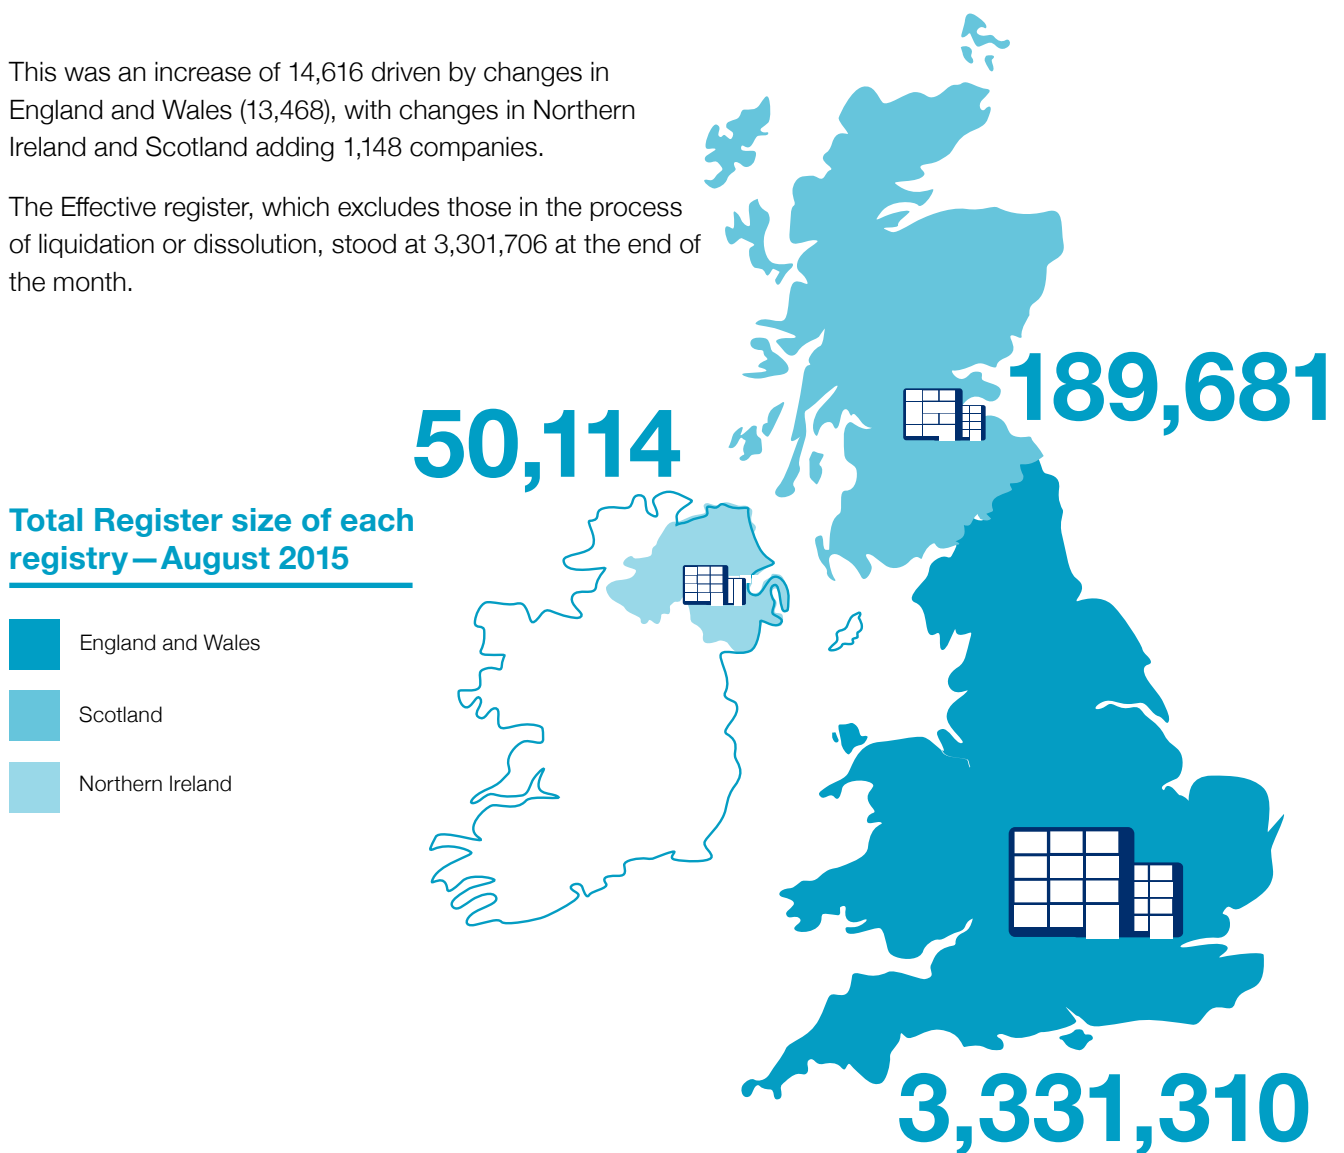 This was an increase of 14,616 driven by changes in
England and Wales (13,468), with changes in Northern
Ireland and Scotland adding 1,148 companies.
The Effective register, which excludes those in the process
of liquidation or dissolution, stood at 3,301,706 at the end of
the month.
189,681
50,114
Total Register size of each
registry—August 2015
England and Wales
Scotland
Northern Ireland
3,331,310